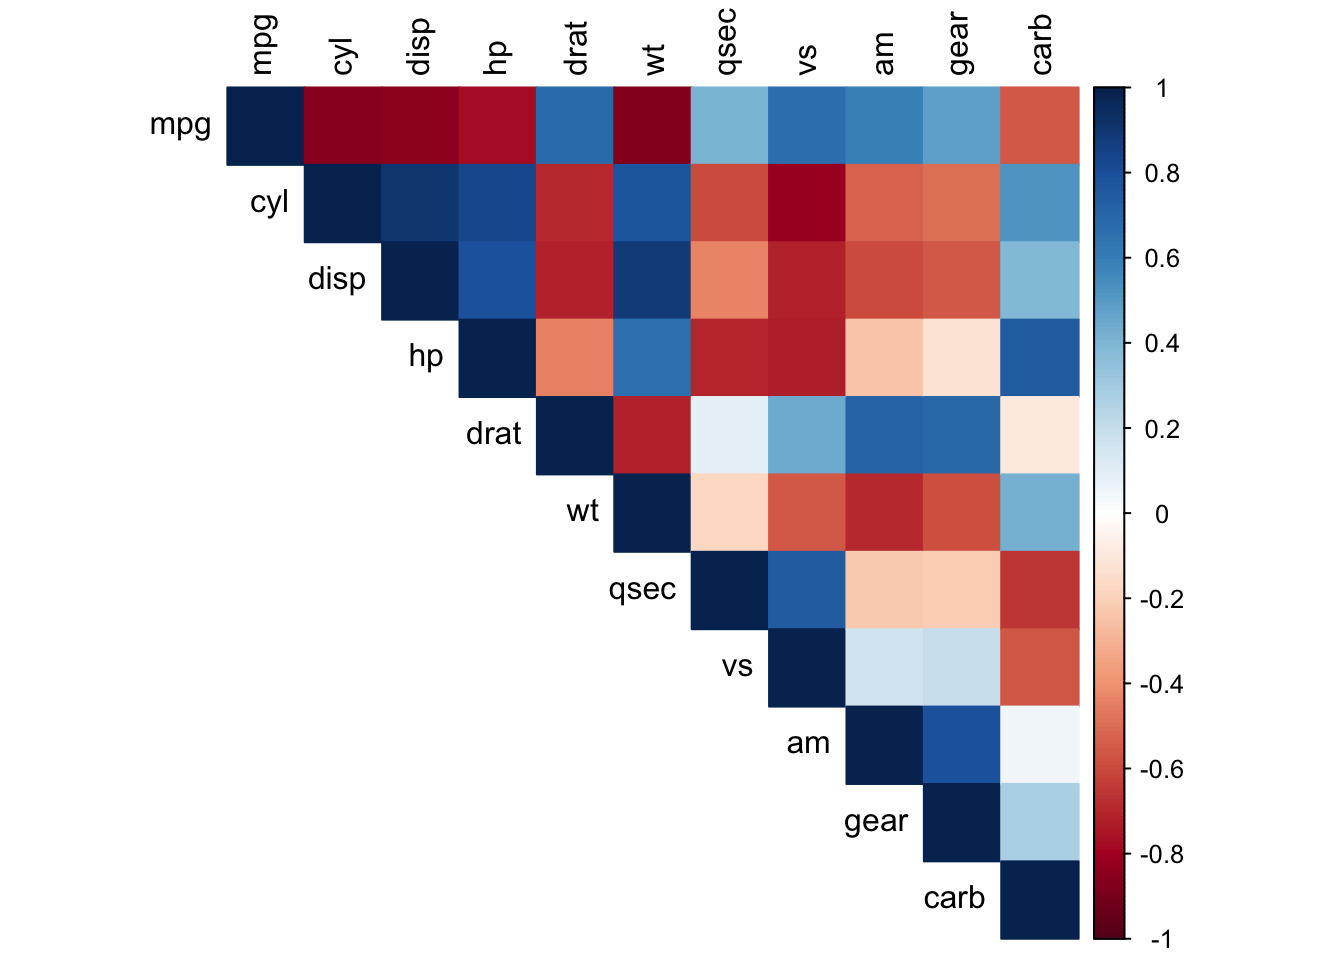 mpg cyl disp hp drat wt qsec vs am gear carb
mpg
cyl
disp
hp
drat
wt
qsec
vs
am
gear
carb
1
0.8
0.6
0.4
0.2
0
-0.2
-0.4
-0.6
-0.8
-1